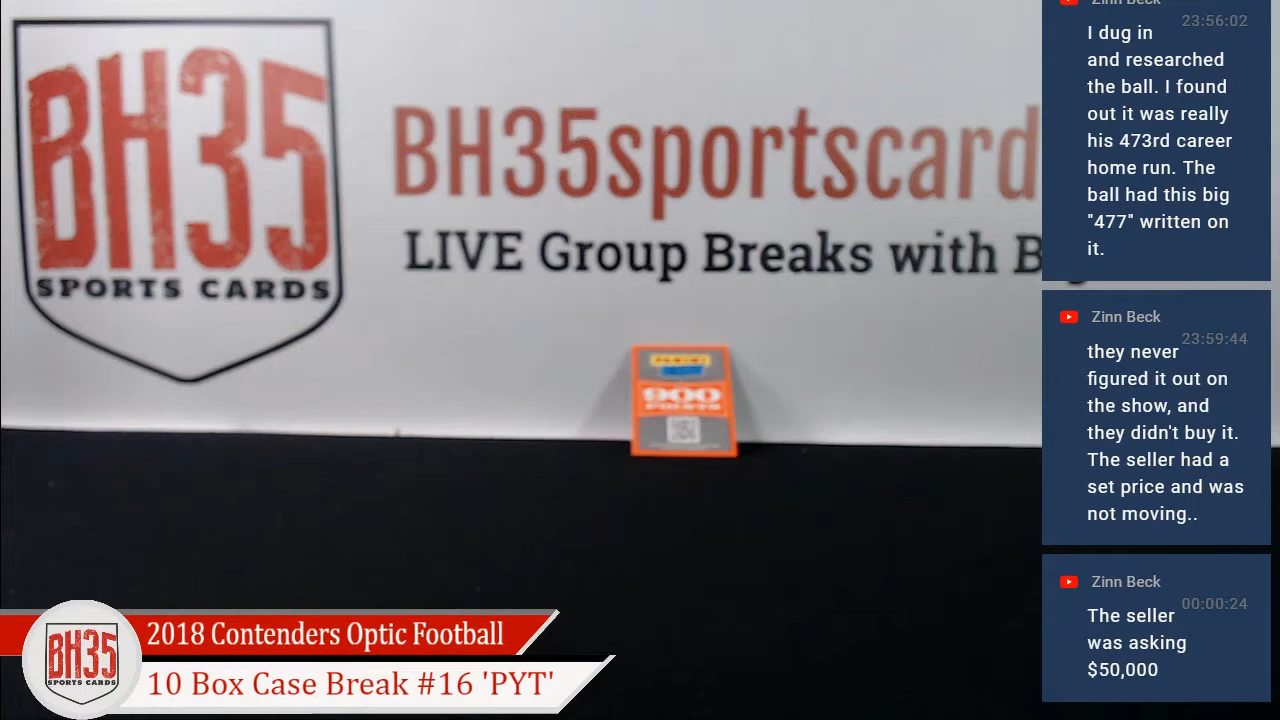 BH35
SPORTS CARDS
BH35sportscard
LIVE Group Breaks with B
PANINI
900
POINTS
2018 Contenders Optic Football
10 Box Case Break #16 'PYT'
BH35
SPORTS CARDS
Zinn Beck
23:56:02
I dug in
and researched
the ball. I found
out it was really
his 473rd career
home run. The
ball had this big
"477" written on
it.
Zinn Beck
23:59:44
they never
figured it out on
the show, and
they didn't buy it.
The seller had a
set price and was
not moving..
Zinn Beck
00:00:24
The seller
was asking
$50,000